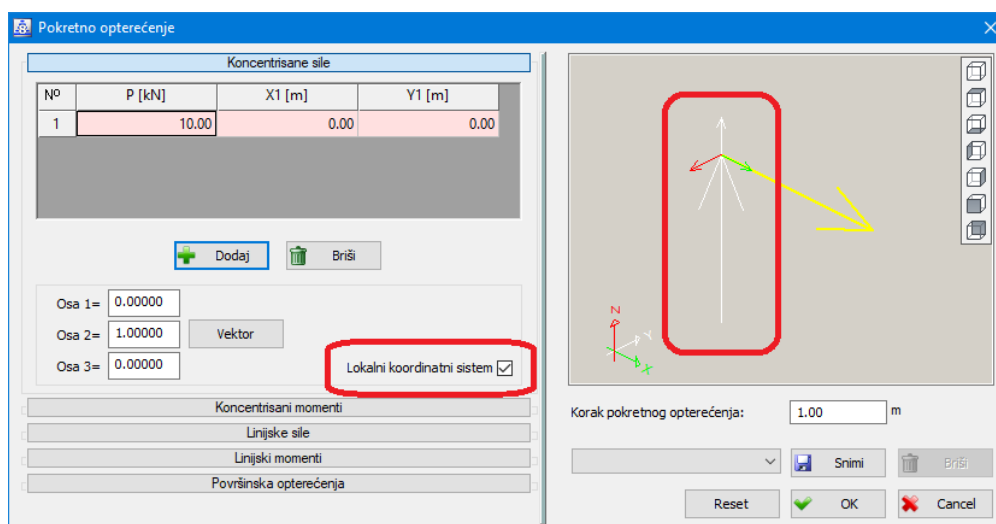 Pokretno opterećenje
Koncentrisane sile
Nº P [kN] X1 [m] Y1 [m]
1 10.00 0.00 0.00
Dodaj Briši
Osa 1= 0.00000
Osa 2= 1.00000 Vektor
Osa 3= 0.00000 Lokalni koordinatni sistem
Koncentrisani momenti
Linijske sile
Linijski momenti
Površinska opterećenja
Z
Y
X
Korak pokretnog opterećenja: 1.00 m
Snimi Briši
Reset OK Cancel